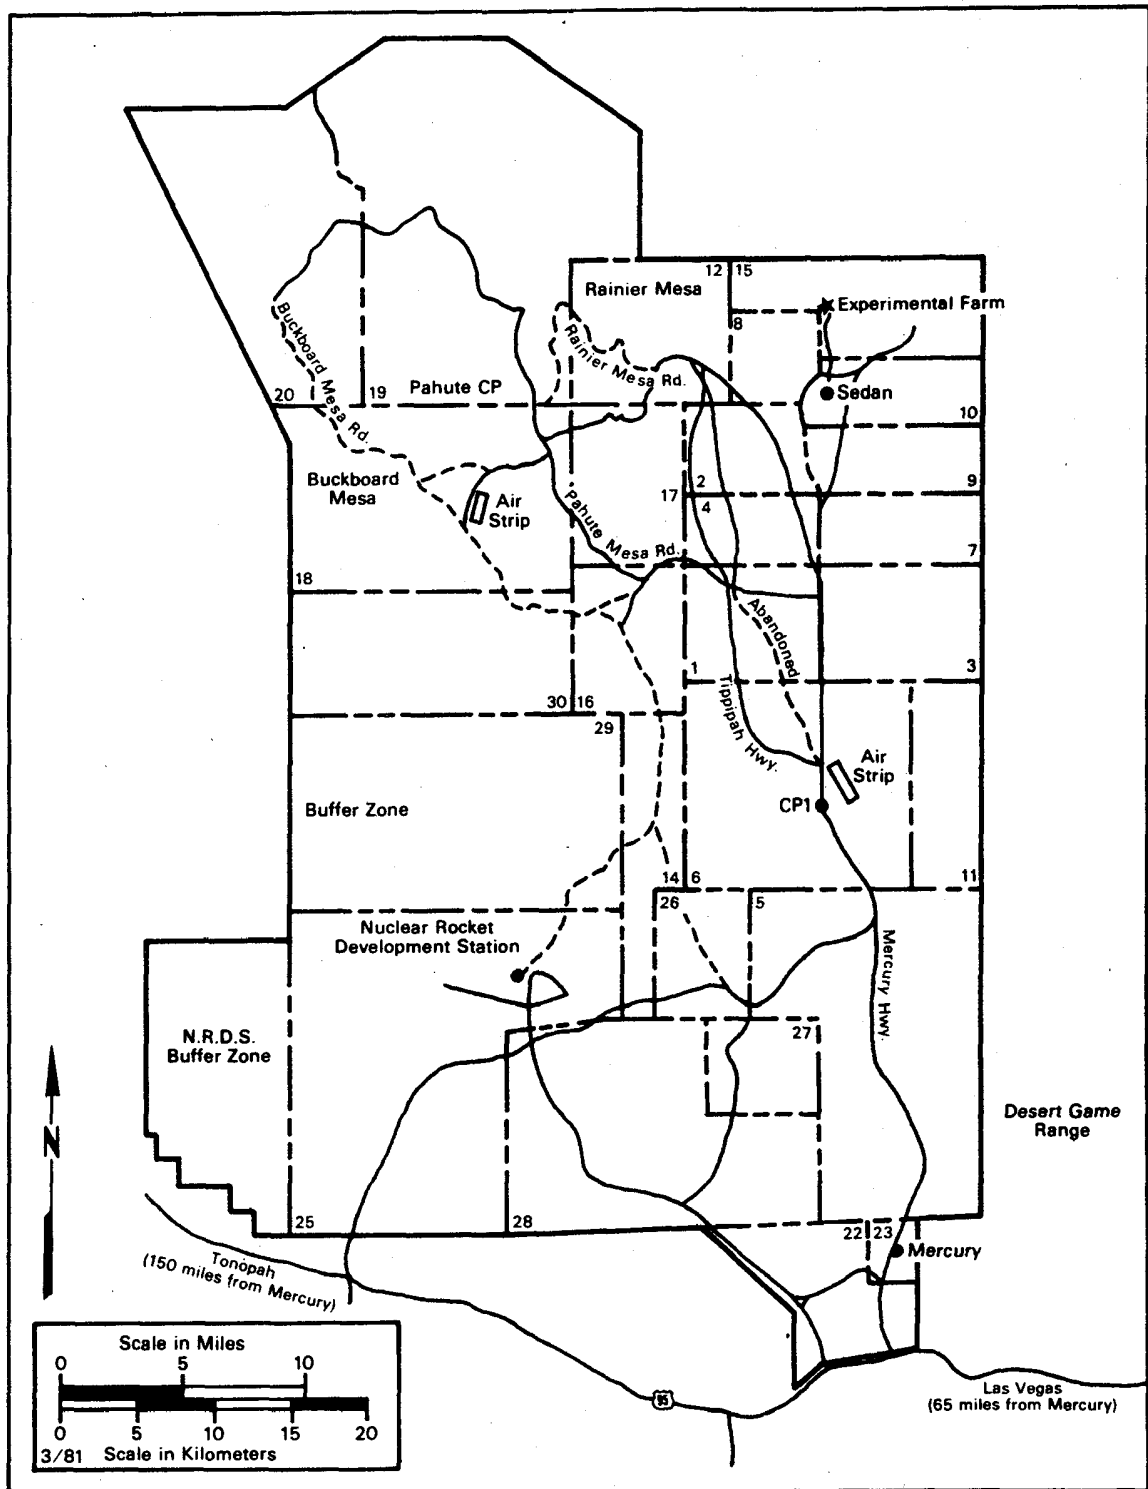 12
15
Rainier Mesa
Experimental Farm
8
Rainier Mesa Rd.
Buckboard Mesa Rd.
Pahute CP
20
19
Sedan
10
Buckboard
Mesa
Air
Strip
2
17
4
9
Pahute Mesa Rd.
7
18
Abandoned
1
3
Tippipah Hwy.
30
16
29
Air
Strip
CP1
Buffer Zone
14
6
11
26
5
Nuclear Rocket
Development Station
Mercury Hwy.
N.R.D.S.
Buffer Zone
27
N
Desert Game
Range
25
28
22
23
Mercury
Tonopah
(150 miles from Mercury)
Scale in Miles
0 5 10
95
Las Vegas
(65 miles from Mercury)
0 5 10 15 20
3/81 Scale in Kilometers